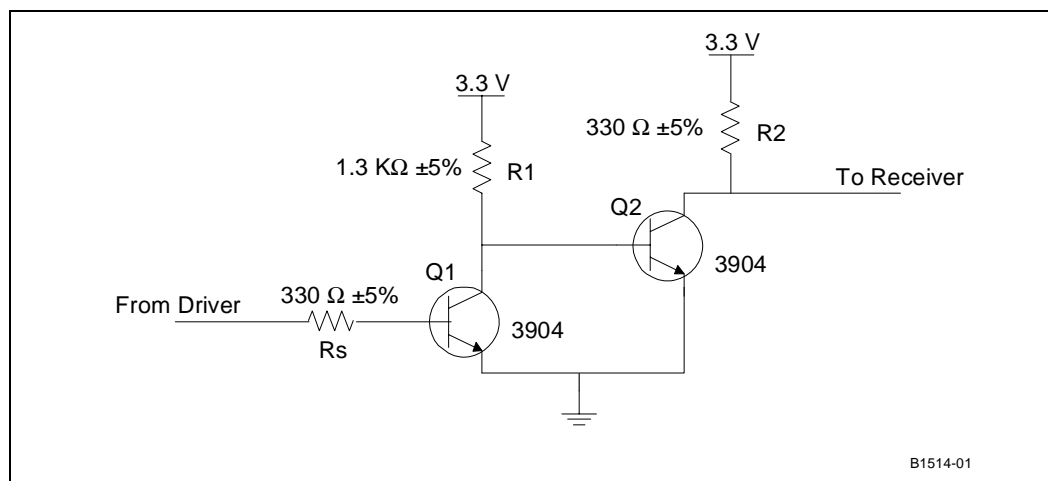 3.3 V
3.3 V
330 Ω ±5%
R2
1.3 KΩ ±5%
R1
To Receiver
Q2
3904
Q1
330 Ω ±5%
From Driver
3904
Rs
B1514-01